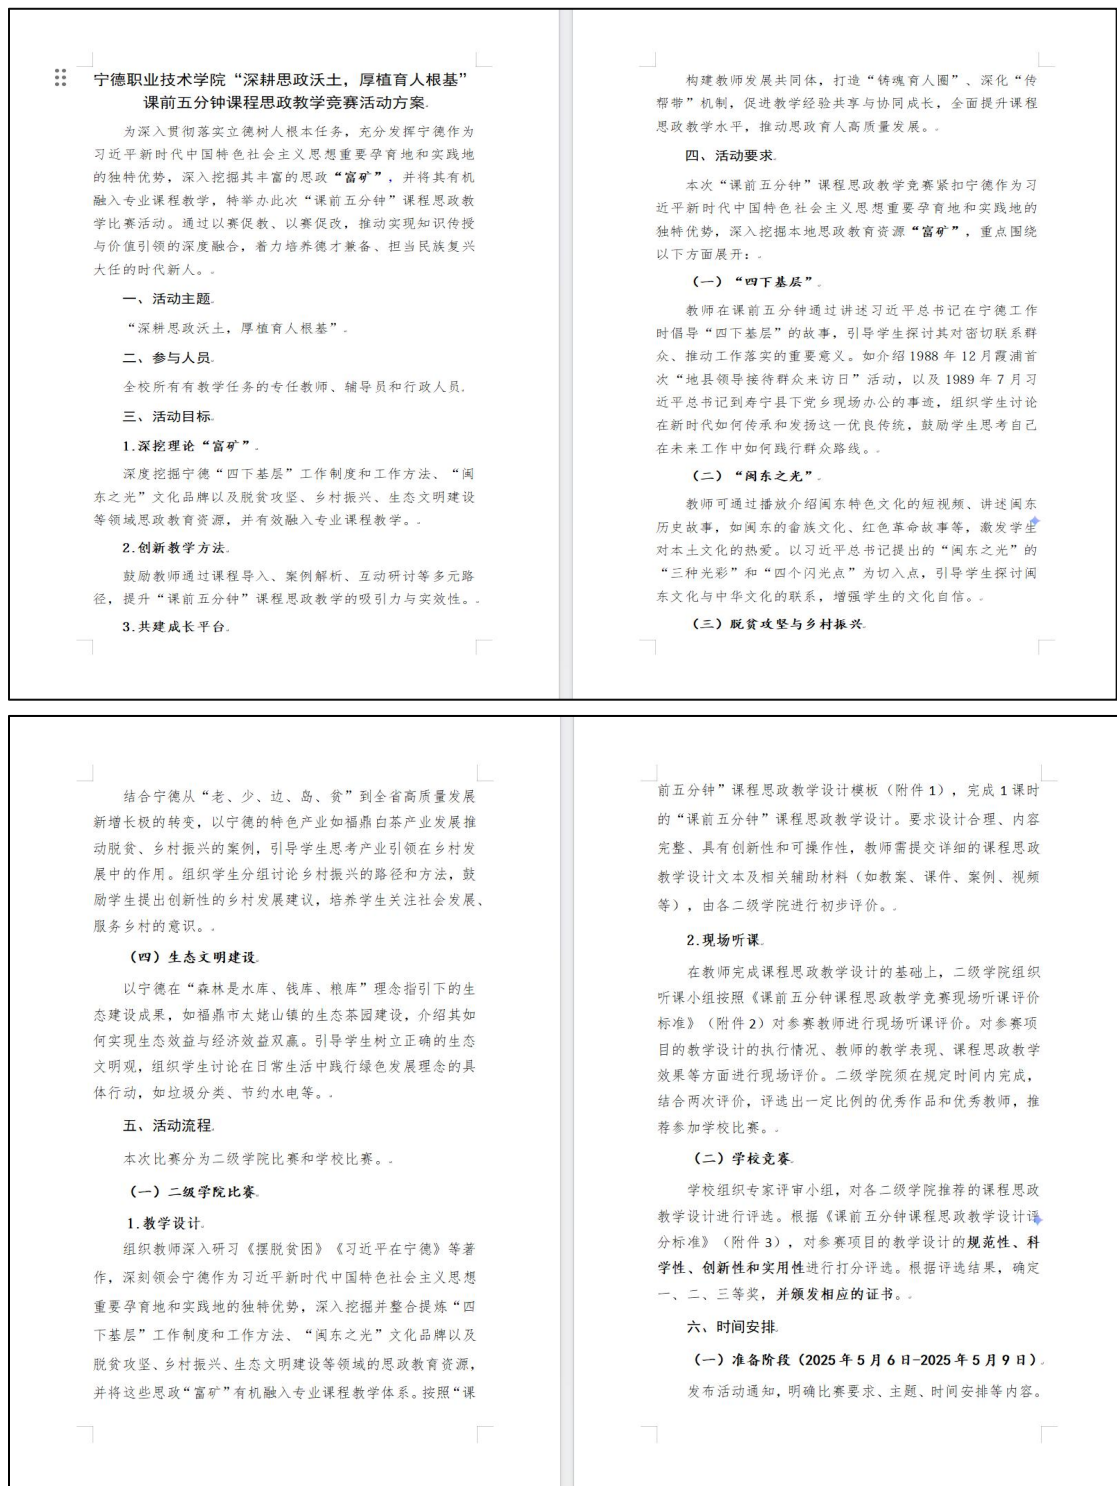 宁德职业技术学院“深耕思政沃土，厚植育人根基”
课前五分钟课程思政教学竞赛活动方案
为深入贯彻落实立德树人根本任务，充分发挥宁德作为
习近平新时代中国特色社会主义思想重要孕育地和实践地
的独特优势，深入挖掘其丰富的思政“富矿”，并将其有机
融入专业课程教学，特举办此次“课前五分钟”课程思政教
学比赛活动。通过以赛促教、以赛促改，推动实现知识传授
与价值引领的深度融合，着力培养德才兼备、担当民族复兴
大任的时代新人。
一、活动主题
“深耕思政沃土，厚植育人根基”
二、参与人员
全校所有有教学任务的专任教师、辅导员和行政人员
三、活动目标
1.深挖理论“富矿”
深度挖掘宁德“四下基层”工作制度和工作方法、“闽
东之光”文化品牌以及脱贫攻坚、乡村振兴、生态文明建设
等领域思政教育资源，并有效融入专业课程教学。
2.创新教学方法
鼓励教师通过课程导入、案例解析、互动研讨等多元路
径，提升“课前五分钟”课程思政教学的吸引力与实效性。
3.共建成长平台
构建教师发展共同体，打造“铸魂育人圈”、深化“传
帮带”机制，促进教学经验共享与协同成长，全面提升课程
思政教学水平，推动思政育人高质量发展。
四、活动要求
本次“课前五分钟”课程思政教学竞赛紧扣宁德作为习
近平新时代中国特色社会主义思想重要孕育地和实践地的
独特优势，深入挖掘本地思政教育资源“富矿”，重点围绕
以下方面展开：
（一）“四下基层”
教师在课前五分钟通过讲述习近平总书记在宁德工作
时倡导“四下基层”的故事，引导学生探讨其对密切联系群
众、推动工作落实的重要意义。如介绍 1988 年 12 月霞浦首
次“地县领导接待群众来访日”活动，以及 1989 年 7 月习
近平总书记到寿宁县下党乡现场办公的事迹，组织学生讨论
在新时代如何传承和发扬这一优良传统，鼓励学生思考自己
在未来工作中如何践行群众路线。
（二）“闽东之光”
教师可通过播放介绍闽东特色文化的短视频、讲述闽东
历史故事，如闽东的畲族文化、红色革命故事等，激发学生
对本土文化的热爱。以习近平总书记提出的“闽东之光”的
“三种光彩”和“四个闪光点”为切入点，引导学生探讨闽
东文化与中华文化的联系，增强学生的文化自信。
（三）脱贫攻坚与乡村振兴
结合宁德从“老、少、边、岛、贫”到全省高质量发展
新增长极的转变，以宁德的特色产业如福鼎白茶产业发展推
动脱贫、乡村振兴的案例，引导学生思考产业引领在乡村发
展中的作用。组织学生分组讨论乡村振兴的路径和方法，鼓
励学生提出创新性的乡村发展建议，培养学生关注社会发展、
服务乡村的意识。
（四）生态文明建设
以宁德在“森林是水库、钱库、粮库”理念指引下的生
态建设成果，如福鼎市太姥山镇的生态茶园建设，介绍其如
何实现生态效益与经济效益双赢。引导学生树立正确的生态
文明观，组织学生讨论在日常生活中践行绿色发展理念的具
体行动，如垃圾分类、节约水电等。
五、活动流程
本次比赛分为二级学院比赛和学校比赛。
（一）二级学院比赛
1.教学设计
组织教师深入研习《摆脱贫困》《习近平在宁德》等著
作，深刻领会宁德作为习近平新时代中国特色社会主义思想
重要孕育地和实践地的独特优势，深入挖掘并整合提炼“四
下基层”工作制度和工作方法、“闽东之光”文化品牌以及
脱贫攻坚、乡村振兴、生态文明建设等领域的思政教育资源，
并将这些思政“富矿”有机融入专业课程教学体系。按照“课
前五分钟”课程思政教学设计模板（附件 1），完成 1 课时
的“课前五分钟”课程思政教学设计。要求设计合理、内容
完整、具有创新性和可操作性，教师需提交详细的课程思政
教学设计文本及相关辅助材料（如教案、课件、案例、视频
等），由各二级学院进行初步评价。
2.现场听课
在教师完成课程思政教学设计的基础上，二级学院组织
听课小组按照《课前五分钟课程思政教学竞赛现场听课评价
标准》（附件 2）对参赛教师进行现场听课评价。对参赛项
目的教学设计的执行情况、教师的教学表现、课程思政教学
效果等方面进行现场评价。二级学院须在规定时间内完成，
结合两次评价，评选出一定比例的优秀作品和优秀教师，推
荐参加学校比赛。
（二）学校竞赛
学校组织专家评审小组，对各二级学院推荐的课程思政
教学设计进行评选。根据《课前五分钟课程思政教学设计评
分标准》（附件 3），对参赛项目的教学设计的规范性、科
学性、创新性和实用性进行打分评选。根据评选结果，确定
一、二、三等奖，并颁发相应的证书。
六、时间安排
（一）准备阶段（2025 年 5 月 6 日-2025 年 5 月 9 日）
发布活动通知，明确比赛要求、主题、时间安排等内容。